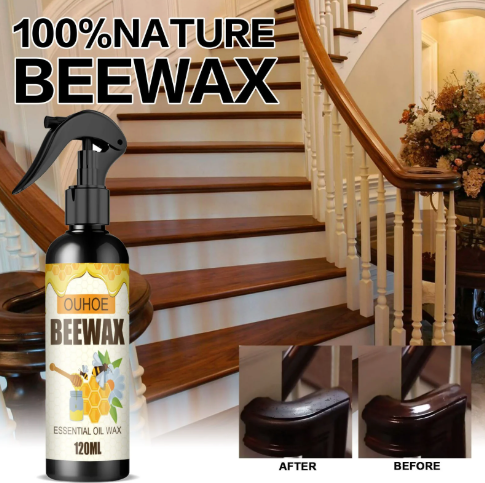 100%NATURE
BEEWAX
OUHOE
BEEWAX
ESSENTIAL OIL WAX
120ML
AFTER
BEFORE